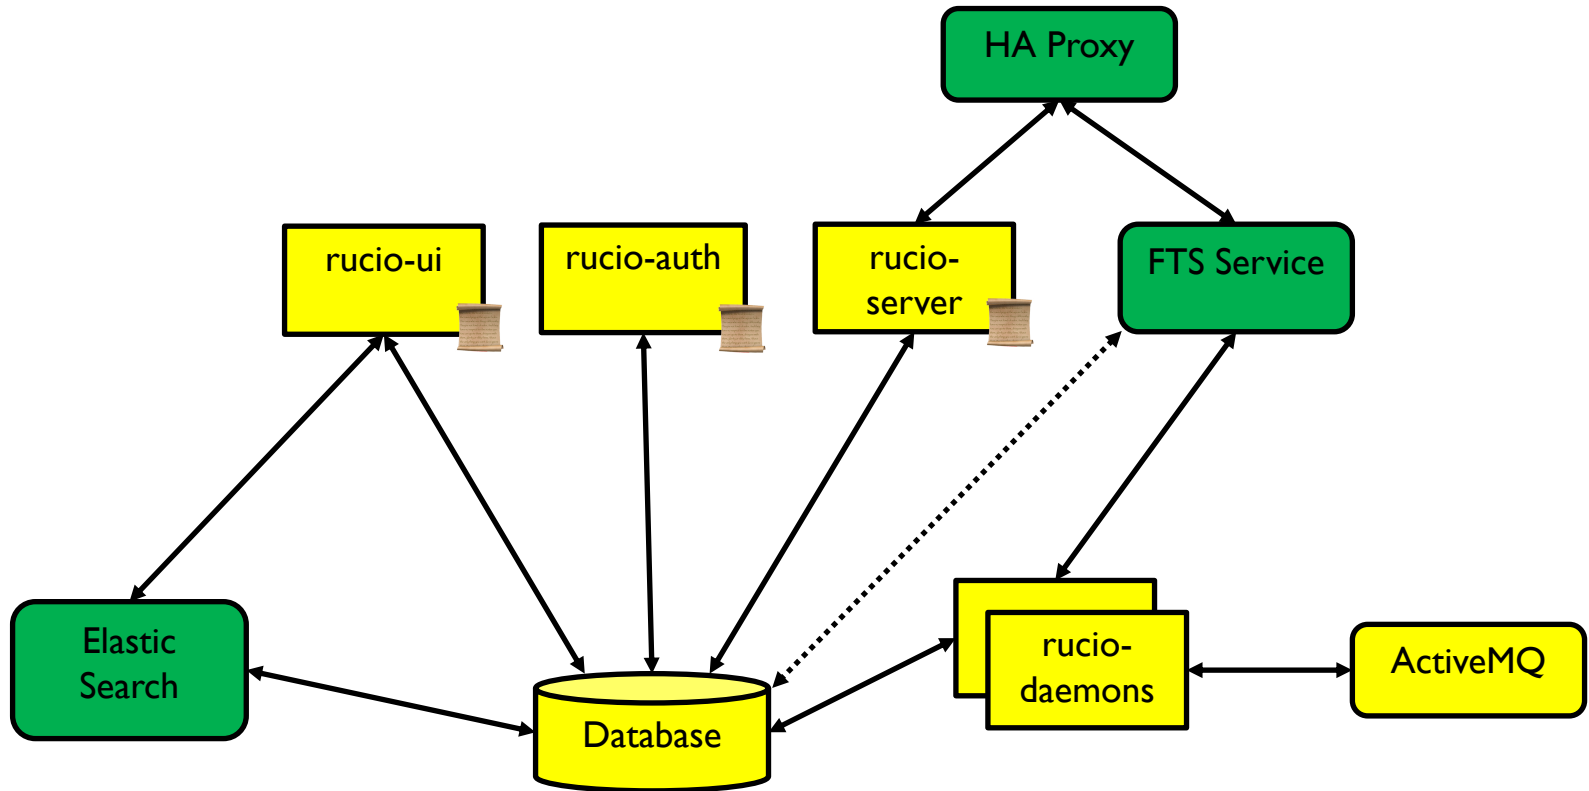 HA Proxy
rucio-ui
rucio-auth
rucio-
server
FTS Service
Elastic
Search
Database
rucio-
daemons
ActiveMQ